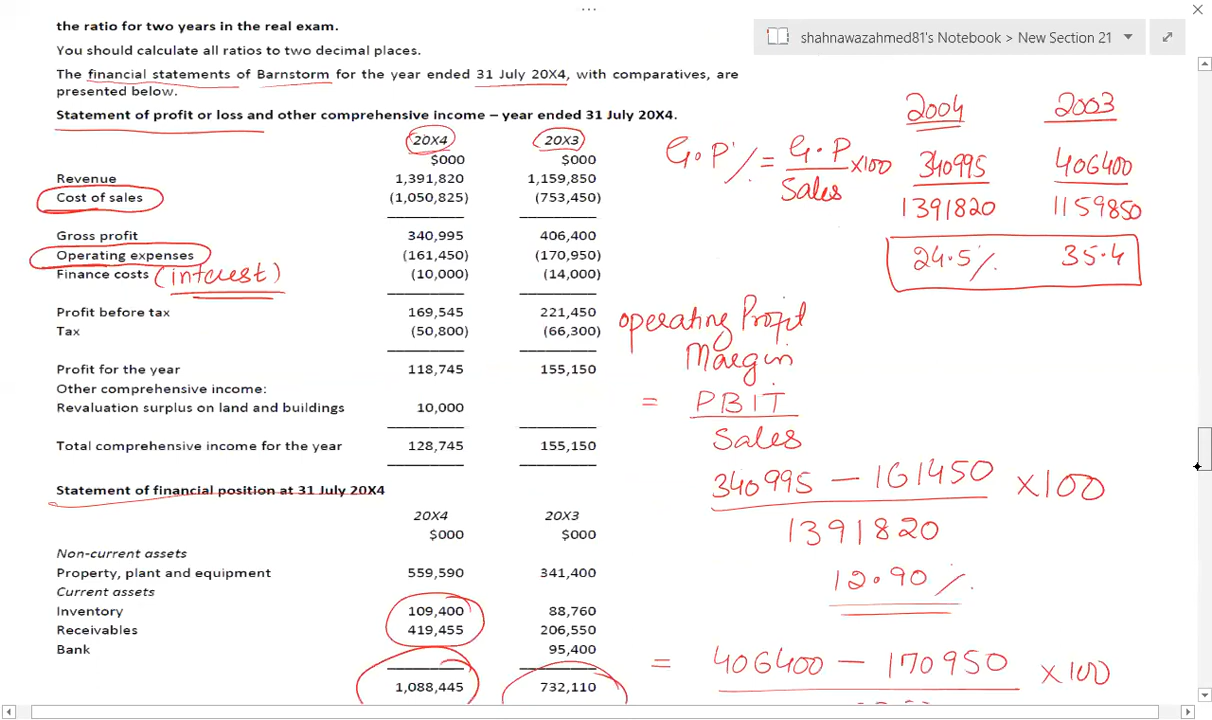 the ratio for two years in the real exam.
You should calculate all ratios to two decimal places.
The financial statements of Barnstorm for the year ended 31 July 20X4, with comparatives, are
presented below.
Statement of profit or loss and other comprehensive income – year ended 31 July 20X4.
20X4 20X3
$000 $000
Revenue 1,391,820 1,159,850
Cost of sales (1,050,825) (753,450)
Gross profit 340,995 406,400
Operating expenses (161,450) (170,950)
Finance costs (interest) (10,000) (14,000)
Profit before tax 169,545 221,450
Tax (50,800) (66,300)
Profit for the year 118,745 155,150
Other comprehensive income:
Revaluation surplus on land and buildings 10,000
Total comprehensive income for the year 128,745 155,150
Statement of financial position at 31 July 20X4
20X4 20X3
$000 $000
Non-current assets
Property, plant and equipment 559,590 341,400
Current assets
Inventory 109,400 88,760
Receivables 419,455 206,550
Bank 95,400
1,088,445 732,110
shahnawazahmed81's Notebook > New Section 21
2004 2003
G.P % = G.P x100 340995 406400
Sales 1391820 1159850
24.5 % 35.4
operating Profit
Margin
= PBIT
Sales
340995 - 161450 x100
1391820
12.90 %
= 406400 - 170950 x100